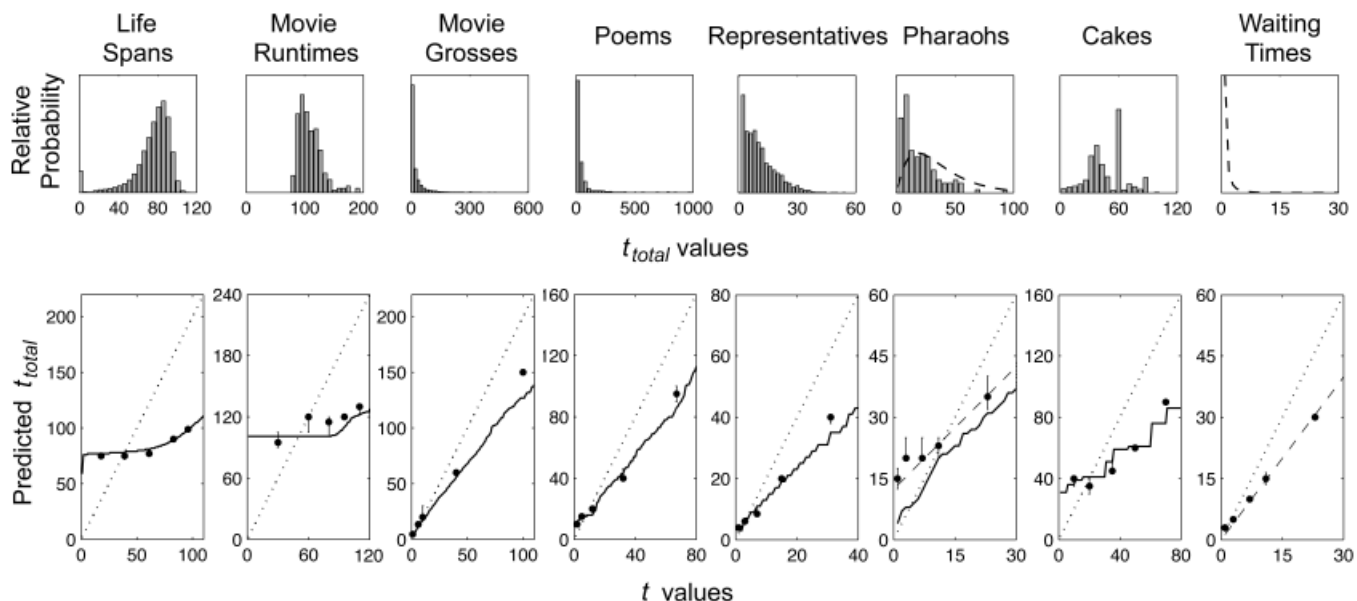 Life Spans
Movie Runtimes
Movie Grosses
Poems
Representatives
Pharaohs
Cakes
Waiting Times
Relative Probability
0 40 80 120
0 100 200
0 300 600
0 500 1000
0 30 60
0 50 100
0 60 120
0 15 30
t_total values
Predicted t_total
200
150
100
50
0
0 50 100
240
180
120
60
0
0 60 120
200
150
100
50
0
0 50 100
160
120
80
40
0
0 40 80
80
60
40
20
0
0 20 40
60
45
30
15
0
0 15 30
160
120
80
40
0
0 40 80
60
45
30
15
0
0 15 30
t values